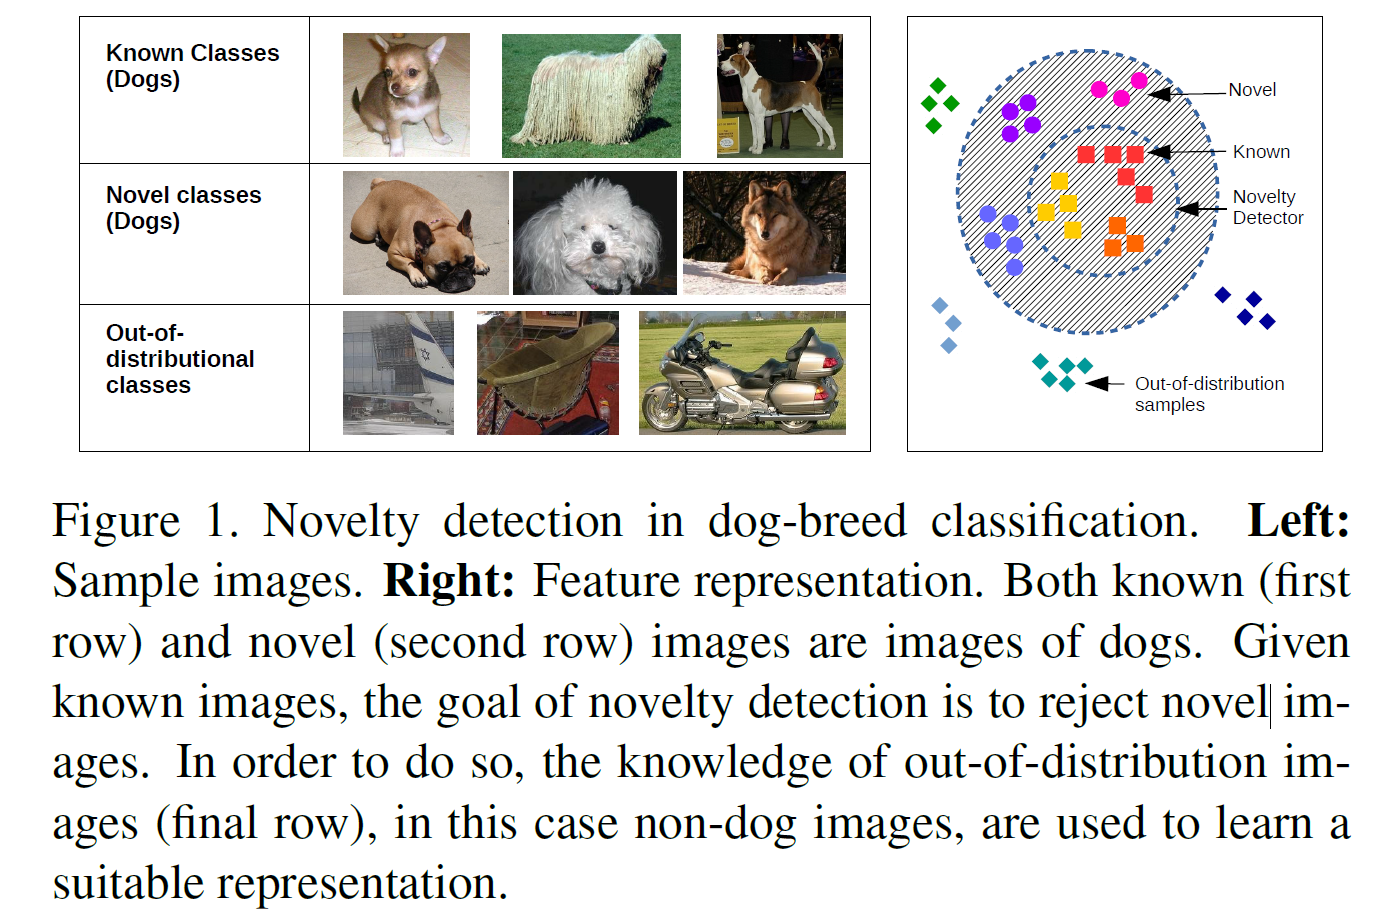 Known Classes
(Dogs)
Novel classes
(Dogs)
Out-of-
distributional
classes
Novel
Known
Novelty
Detector
Out-of-distribution
samples
Figure 1. Novelty detection in dog-breed classification. Left:
Sample images. Right: Feature representation. Both known (first
row) and novel (second row) images are images of dogs. Given
known images, the goal of novelty detection is to reject novel im-
ages. In order to do so, the knowledge of out-of-distribution im-
ages (final row), in this case non-dog images, are used to learn a
suitable representation.